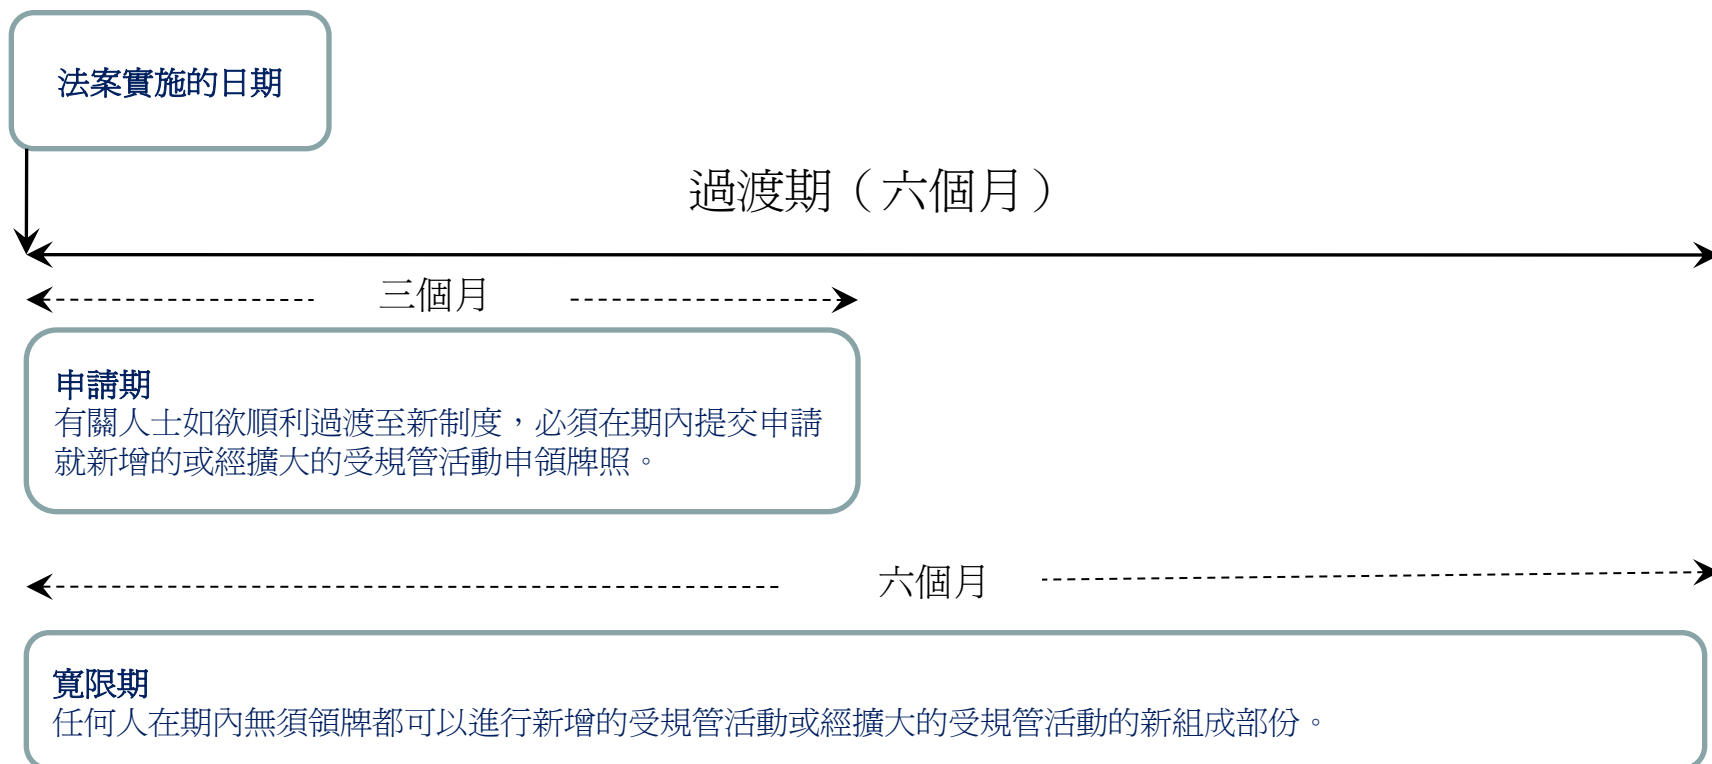 法案實施的日期
過渡期（六個月）
三個月
申請期
有關人士如欲順利過渡至新制度，必須在期內提交申請
就新增的或經擴大的受規管活動申領牌照。
六個月
寬限期
任何人在期內無須領牌都可以進行新增的受規管活動或經擴大的受規管活動的新組成部份。